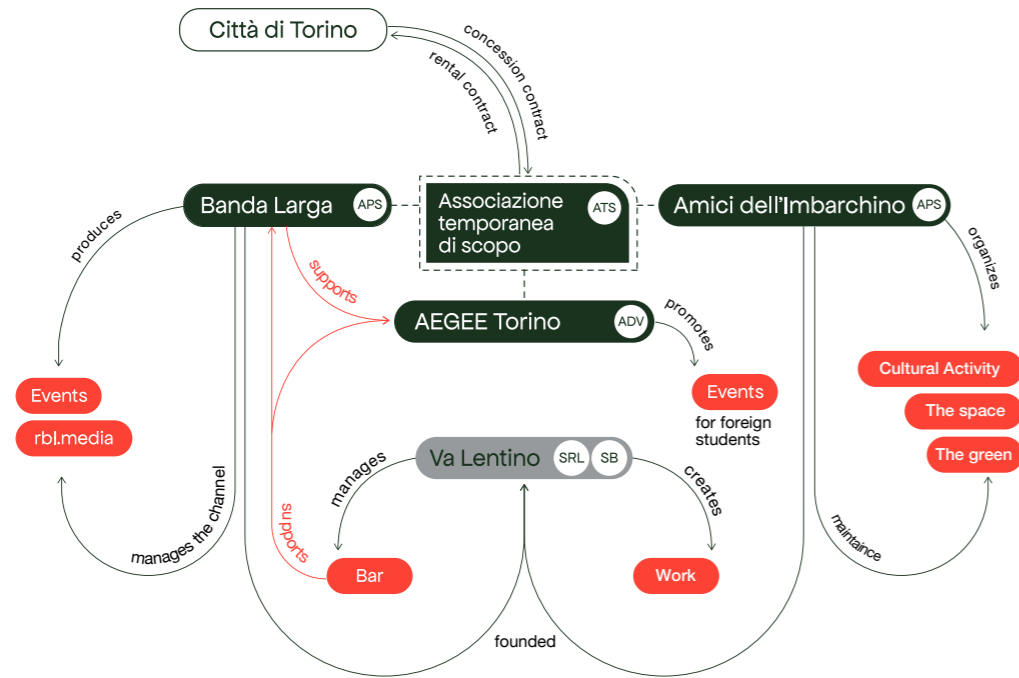 Città di Torino
concession contract
rental contract
Banda Larga APS
Associazione
temporanea
di scopo
ATS
Amici dell'Imbarchino APS
produces
supports
organizes
AEGEE Torino ADV
promotes
Events
rbl.media
Events
for foreign
students
Cultural Activity
The space
The green
Va Lentino SRL SB
manages
creates
manages the channel
supports
maintaince
Bar
Work
founded